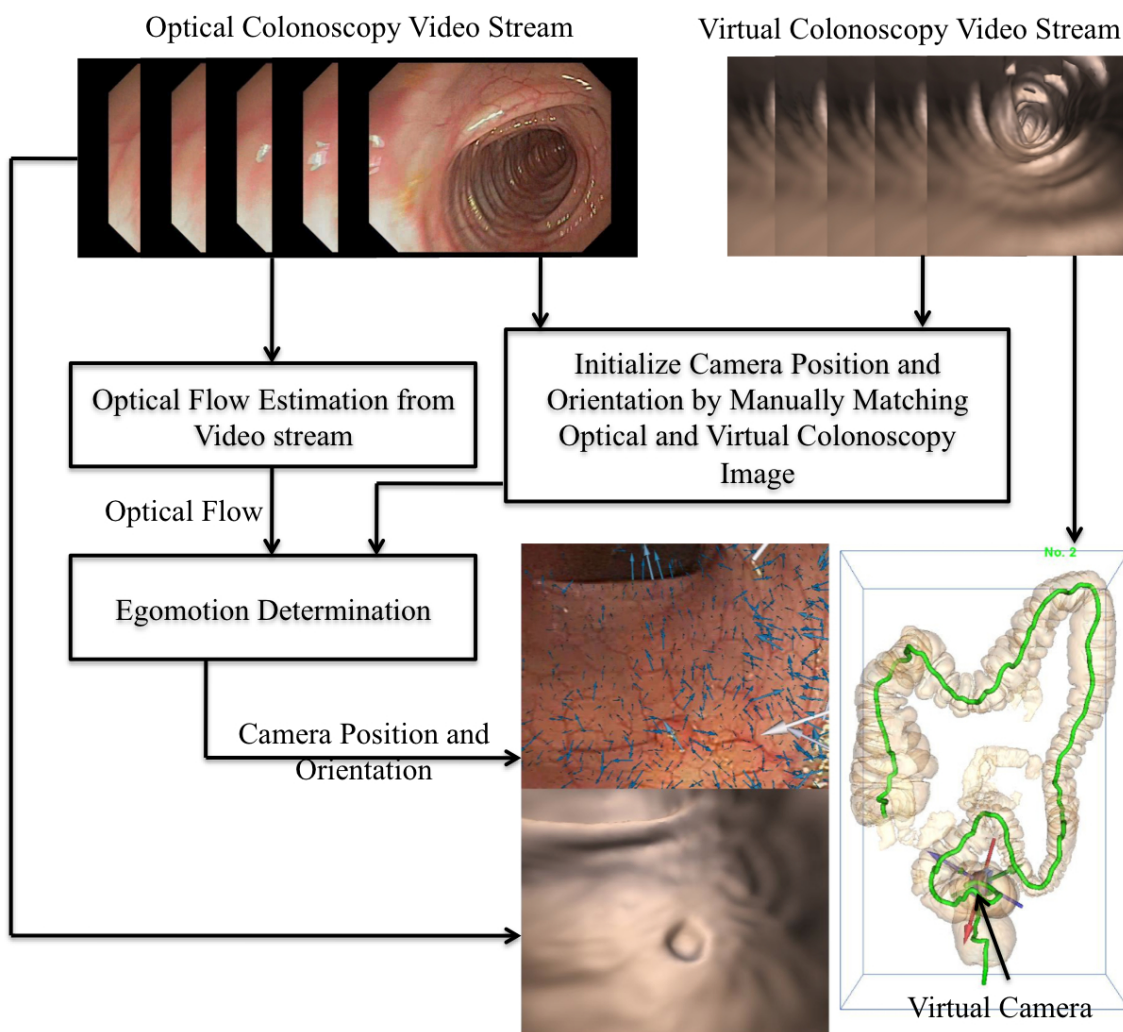 Optical Colonoscopy Video Stream
Virtual Colonoscopy Video Stream
Optical Flow Estimation from
Video stream
Initialize Camera Position and
Orientation by Manually Matching
Optical and Virtual Colonoscopy
Image
Optical Flow
Egomotion Determination
No. 2
Camera Position and
Orientation
Virtual Camera